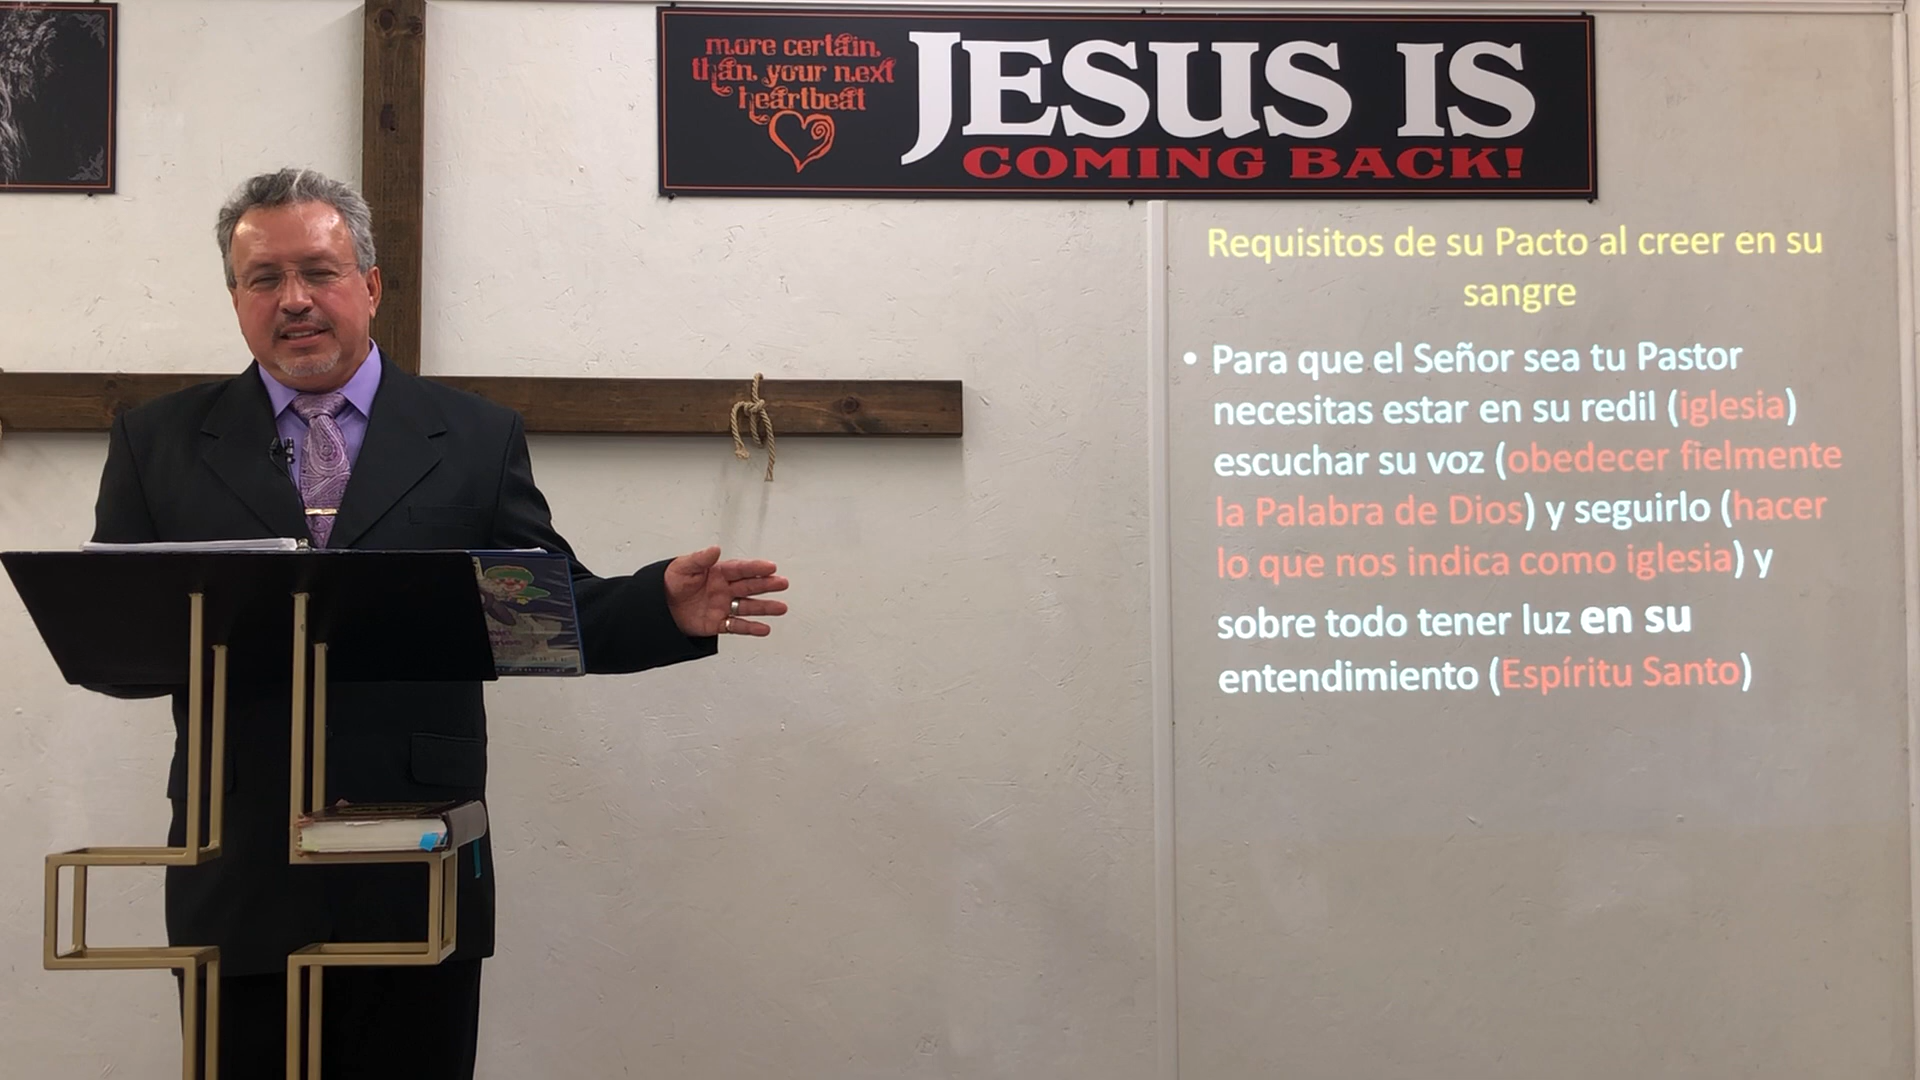 more certain
than your next
heartbeat
JESUS IS
COMING BACK!
Requisitos de su Pacto al creer en su
sangre
• Para que el Señor sea tu Pastor
necesitas estar en su redil (iglesia)
escuchar su voz (obedecer fielmente
la Palabra de Dios) y seguirlo (hacer
lo que nos indica como iglesia) y
sobre todo tener luz en su
entendimiento (Espíritu Santo)